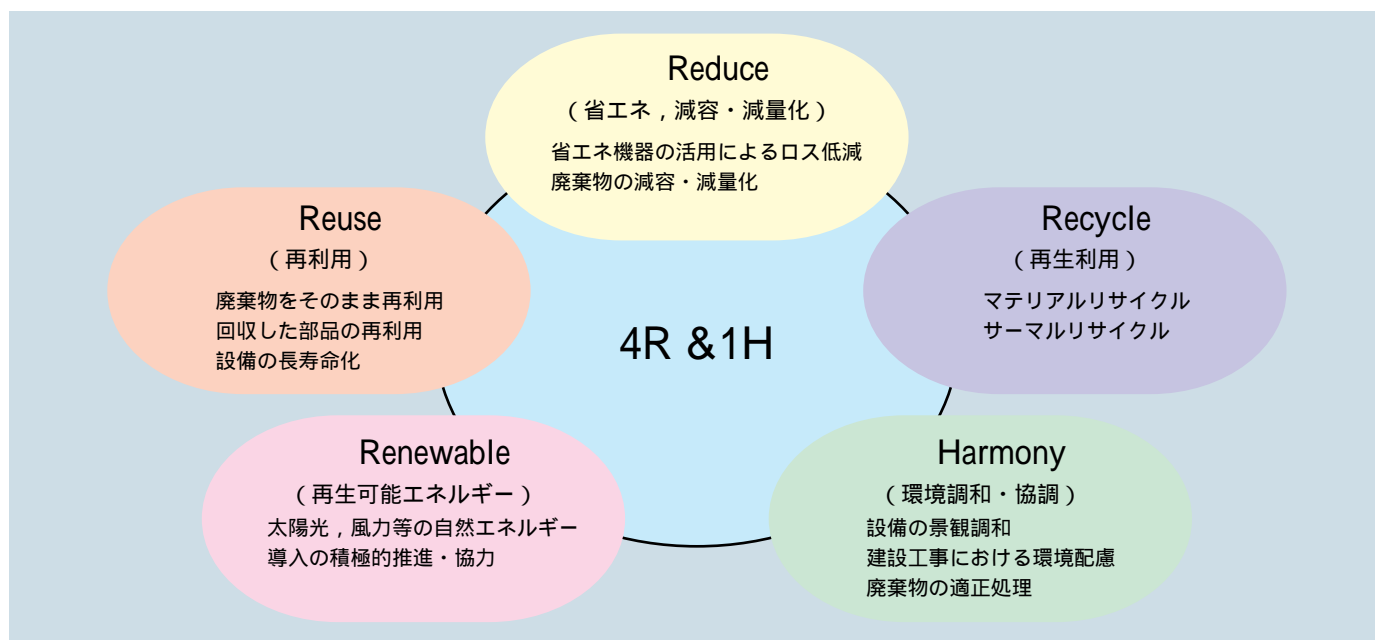 Reduce
（省エネ，減容・減量化）
省エネ機器の活用によるロス低減
廃棄物の減容・減量化
Reuse
（再利用）
廃棄物をそのまま再利用
回収した部品の再利用
設備の長寿命化
Recycle
（再生利用）
マテリアルリサイクル
サーマルリサイクル
4R &1H
Renewable
（再生可能エネルギー）
太陽光，風力等の自然エネルギー
導入の積極的推進・協力
Harmony
（環境調和・協調）
設備の景観調和
建設工事における環境配慮
廃棄物の適正処理